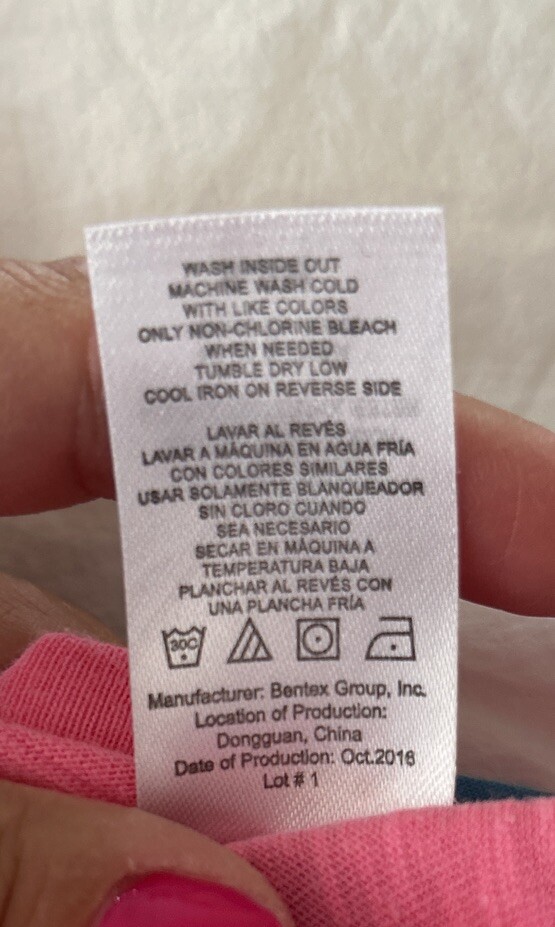 WASH INSIDE OUT
MACHINE WASH COLD
WITH LIKE COLORS
ONLY NON-CHLORINE BLEACH
WHEN NEEDED
TUMBLE DRY LOW
COOL IRON ON REVERSE SIDE
LAVAR AL REVÉS
LAVAR A MÁQUINA EN AGUA FRÍA
CON COLORES SIMILARES
USAR SOLAMENTE BLANQUEADOR
SIN CLORO CUANDO
SEA NECESARIO
SECAR EN MÁQUINA A
TEMPERATURA BAJA
PLANCHAR AL REVÉS CON
UNA PLANCHA FRÍA
30C
Manufacturer: Bentex Group, Inc.
Location of Production:
Dongguan, China
Date of Production: Oct.2016
Lot # 1